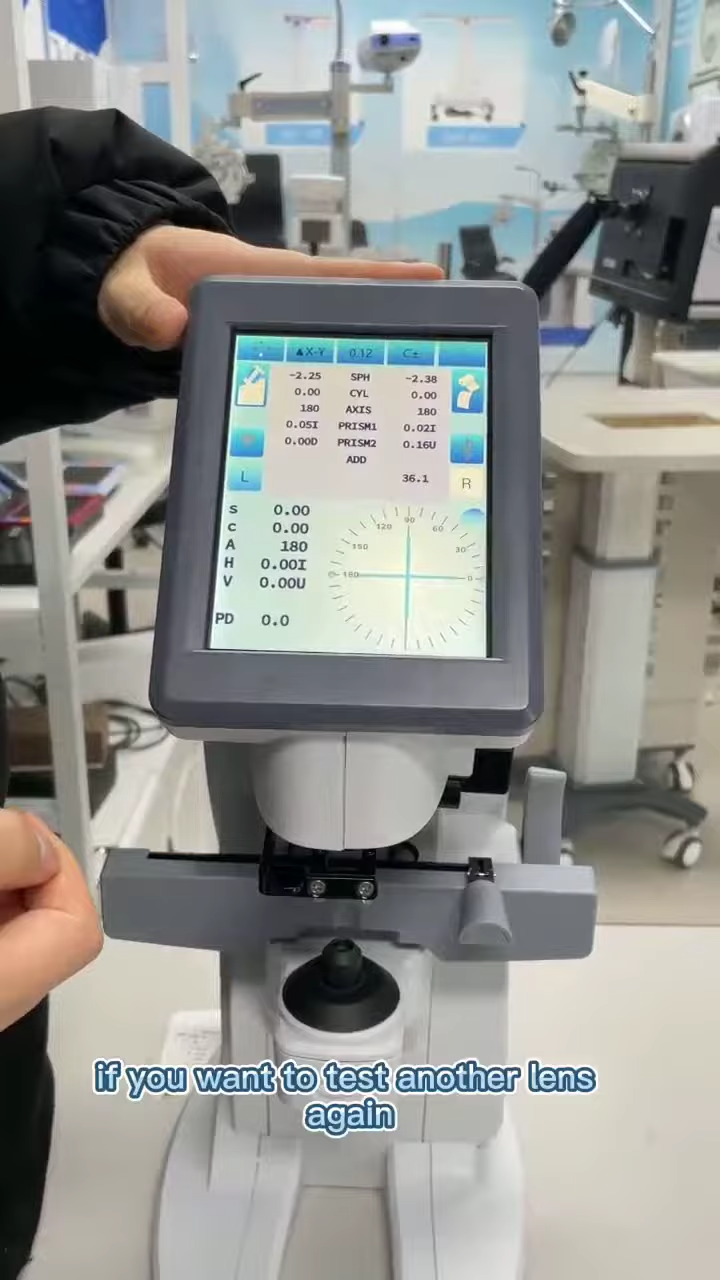 ▲X-Y 0.12 C±
-2.25 SPH -2.38
0.00 CYL 0.00
180 AXIS 180
0.05I PRISM1 0.02I
0.00D PRISM2 0.16U
ADD
36.1
L R
S 0.00
C 0.00
A 180
H 0.00I
V 0.00U
PD 0.0
90
120 60
150 30
180 0
if you want to test another lens
again